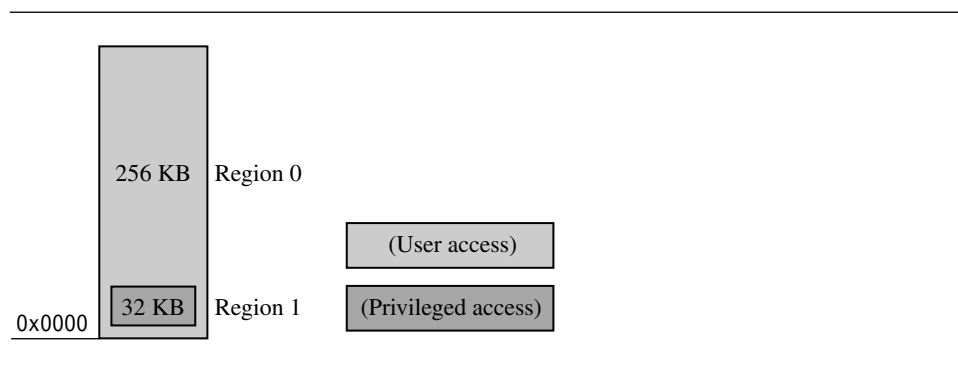 256 KB Region 0
(User access)
32 KB Region 1 (Privileged access)
0x0000